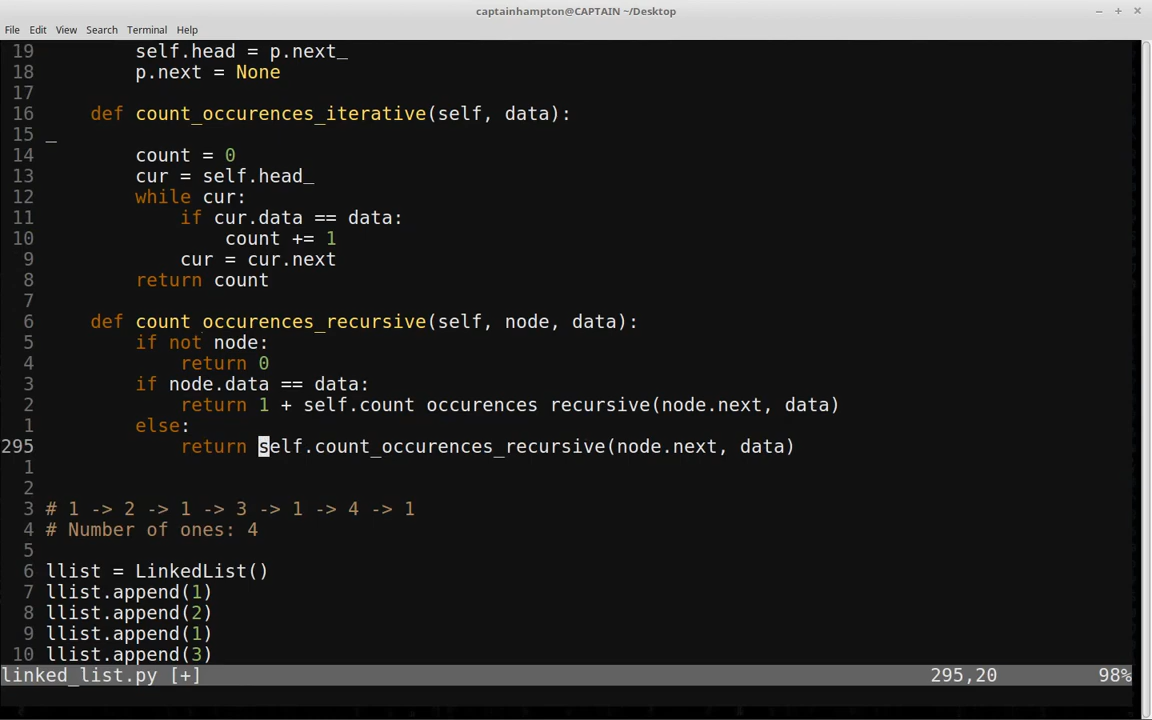 captainhampton@CAPTAIN ~/Desktop
File Edit View Search Terminal Help
19         self.head = p.next_
18         p.next = None
17
16     def count_occurences_iterative(self, data):
15 _
14         count = 0
13         cur = self.head_
12         while cur:
11             if cur.data == data:
10                 count += 1
9             cur = cur.next
8         return count
7
6     def count occurences_recursive(self, node, data):
5         if not node:
4             return 0
3         if node.data == data:
2             return 1 + self.count occurences recursive(node.next, data)
1         else:
295             return self.count_occurences_recursive(node.next, data)
1
2
3 # 1 -> 2 -> 1 -> 3 -> 1 -> 4 -> 1
4 # Number of ones: 4
5
6 llist = LinkedList()
7 llist.append(1)
8 llist.append(2)
9 llist.append(1)
10 llist.append(3)
linked_list.py [+] 295,20 98%